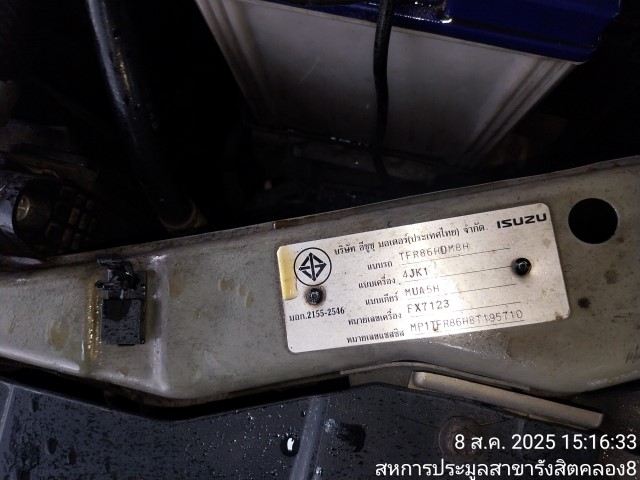 บริษัท อีซูซุ มอเตอร์(ประเทศไทย) จำกัด. ISUZU
แบบรถ TFR86HDM8H
แบบเครื่อง 4JK1
แบบเกียร์ MUA5H
มอก.2155-2546 หมายเลขเครื่อง FX7123
หมายเลขแชสซีส์ MP1TFR86H8T195710
8 ส.ค. 2025 15:16:33
สหการประมูลสาขารังสิตคลอง8